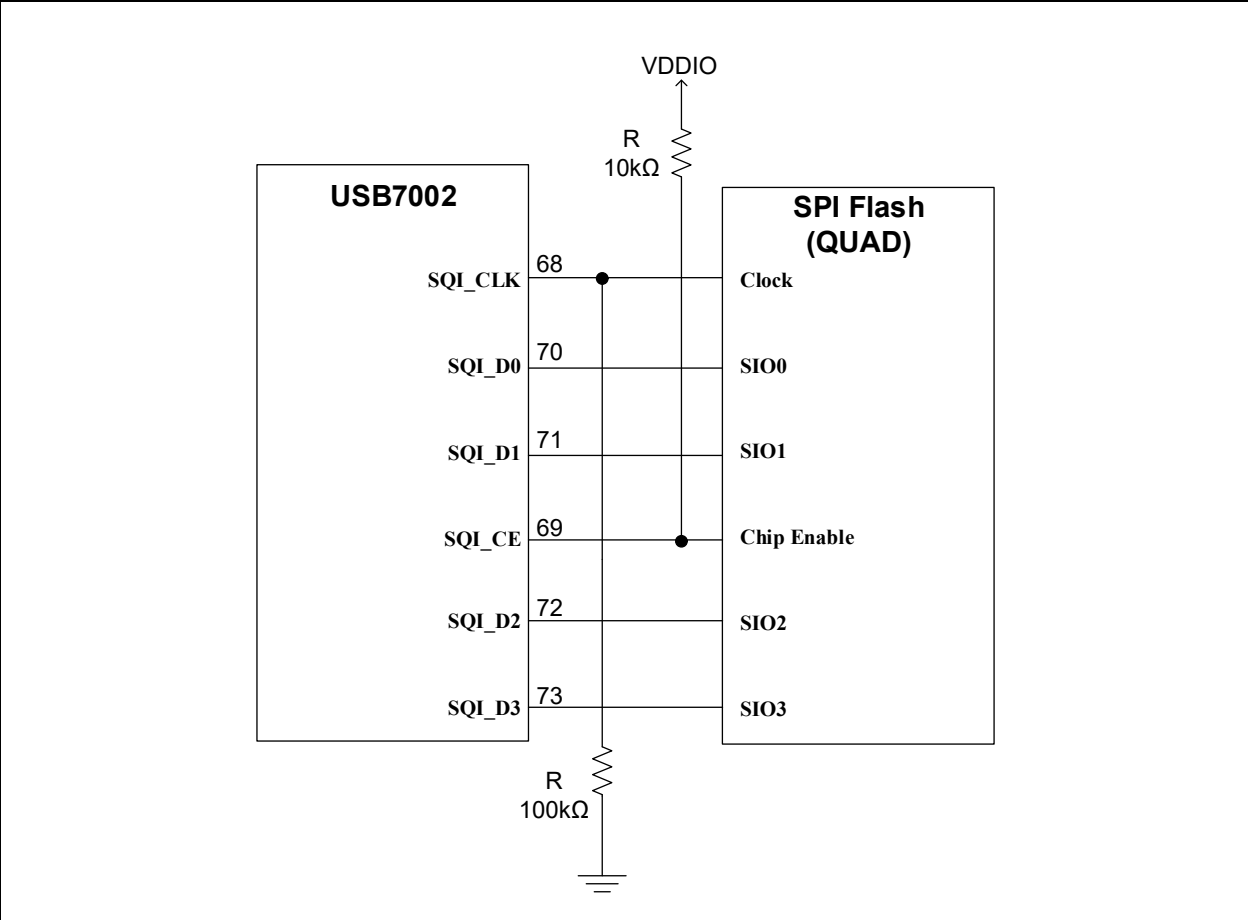 VDDIO
R
10kΩ
USB7002
SPI Flash
(QUAD)
SQI_CLK
68
Clock
SQI_D0
70
SIO0
SQI_D1
71
SIO1
SQI_CE
69
Chip Enable
SQI_D2
72
SIO2
SQI_D3
73
SIO3
R
100kΩ